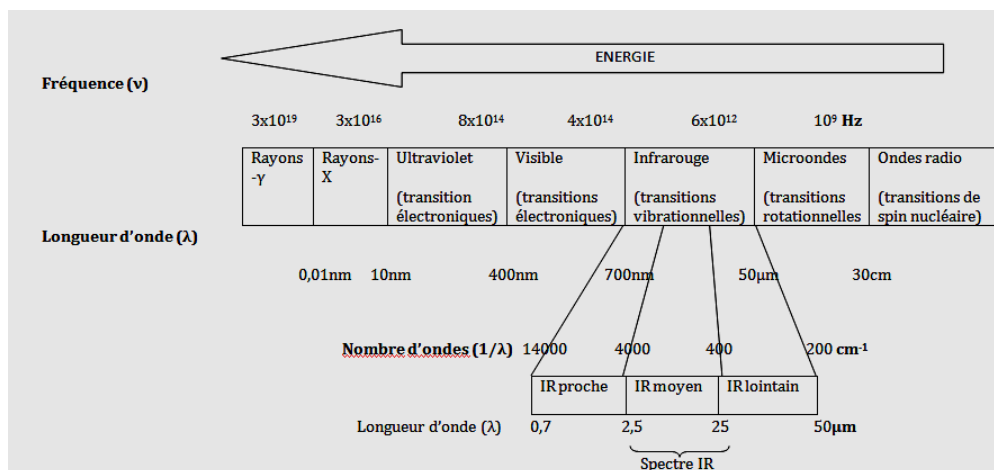 ENERGIE
Fréquence (ν)
3x10¹⁹ 3x10¹⁶ 8x10¹⁴ 4x10¹⁴ 6x10¹² 10⁹ Hz
Rayons Rayons- Ultraviolet Visible Infrarouge Microondes Ondes radio
-γ X
(transition (transitions (transitions (transitions (transitions de
électroniques) électroniques) vibrationnelles) rotationnelles spin nucléaire)
Longueur d'onde (λ)
0,01nm 10nm 400nm 700nm 50µm 30cm
Nombre d'ondes (1/λ) 14000 4000 400 200 cm⁻¹
IR proche IR moyen IR lointain
Longueur d'onde (λ) 0,7 2,5 25 50µm
Spectre IR